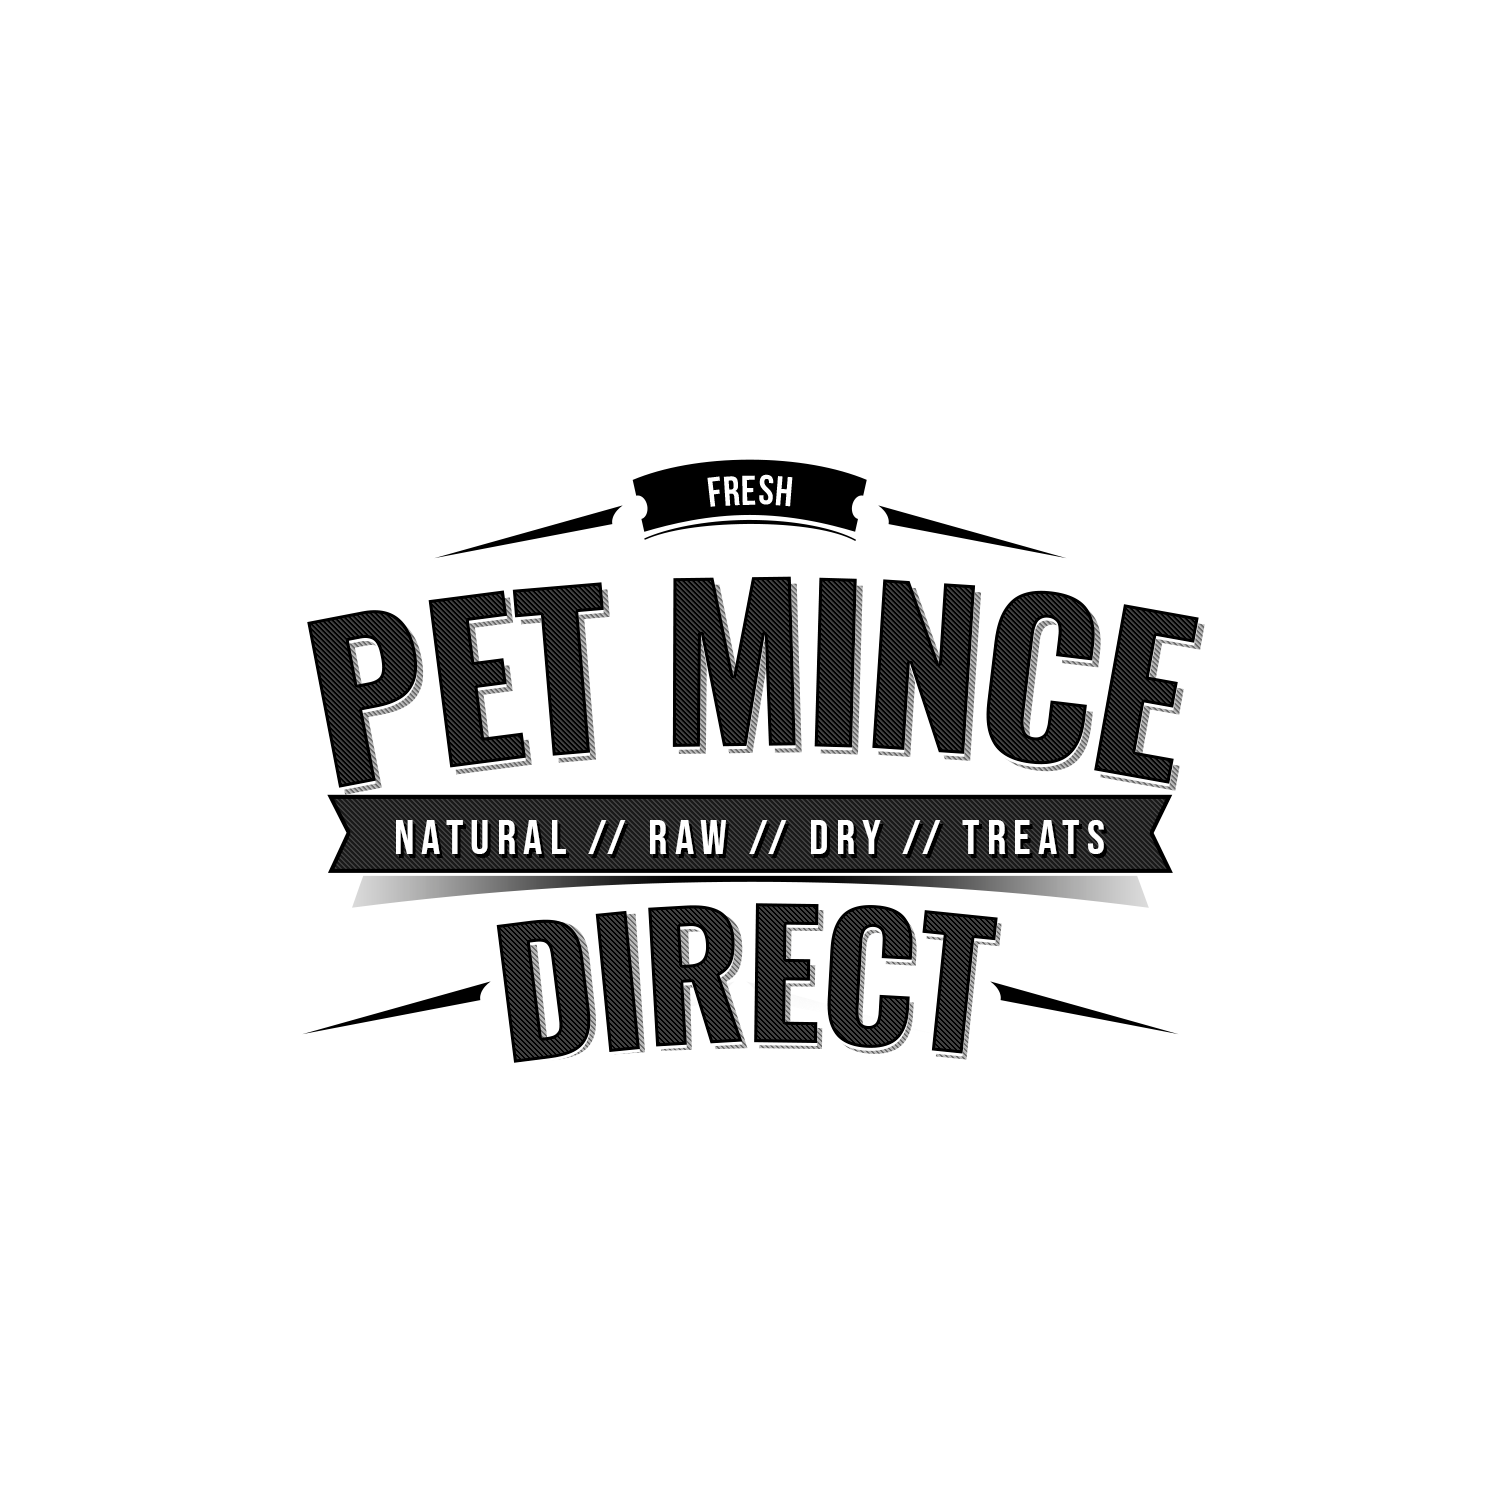 FRESH
PET MINCE
NATURAL // RAW // DRY // TREATS
DIRECT